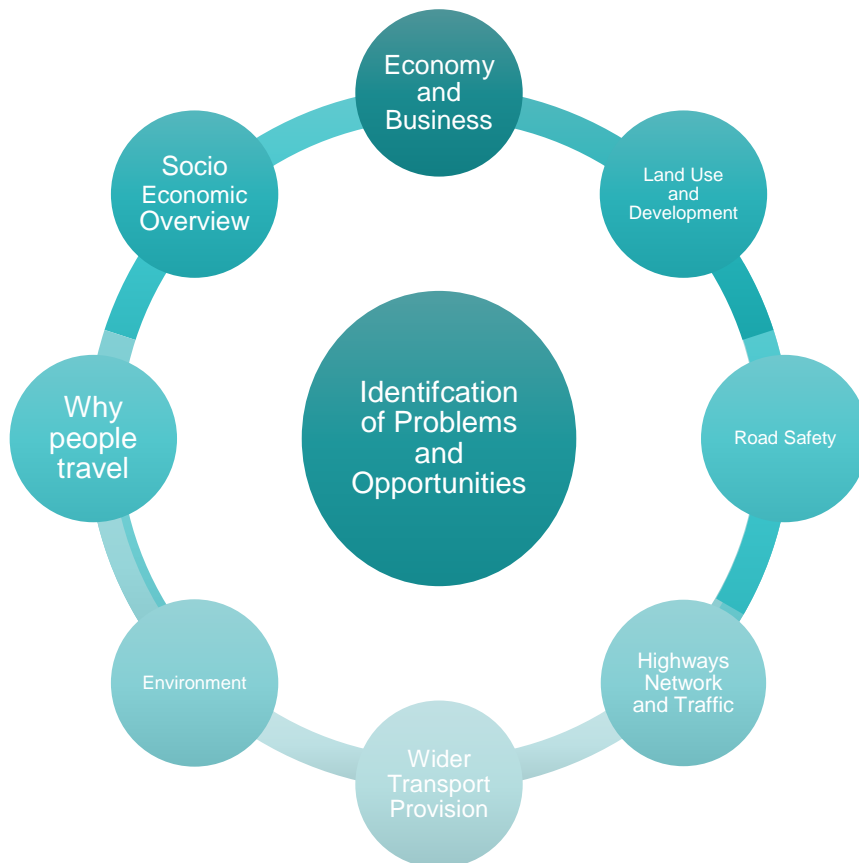 Economy
and
Business
Land Use
and
Development
Road Safety
Highways
Network
and Traffic
Wider
Transport
Provision
Environment
Why
people
travel
Socio
Economic
Overview
Identifcation
of Problems
and
Opportunities